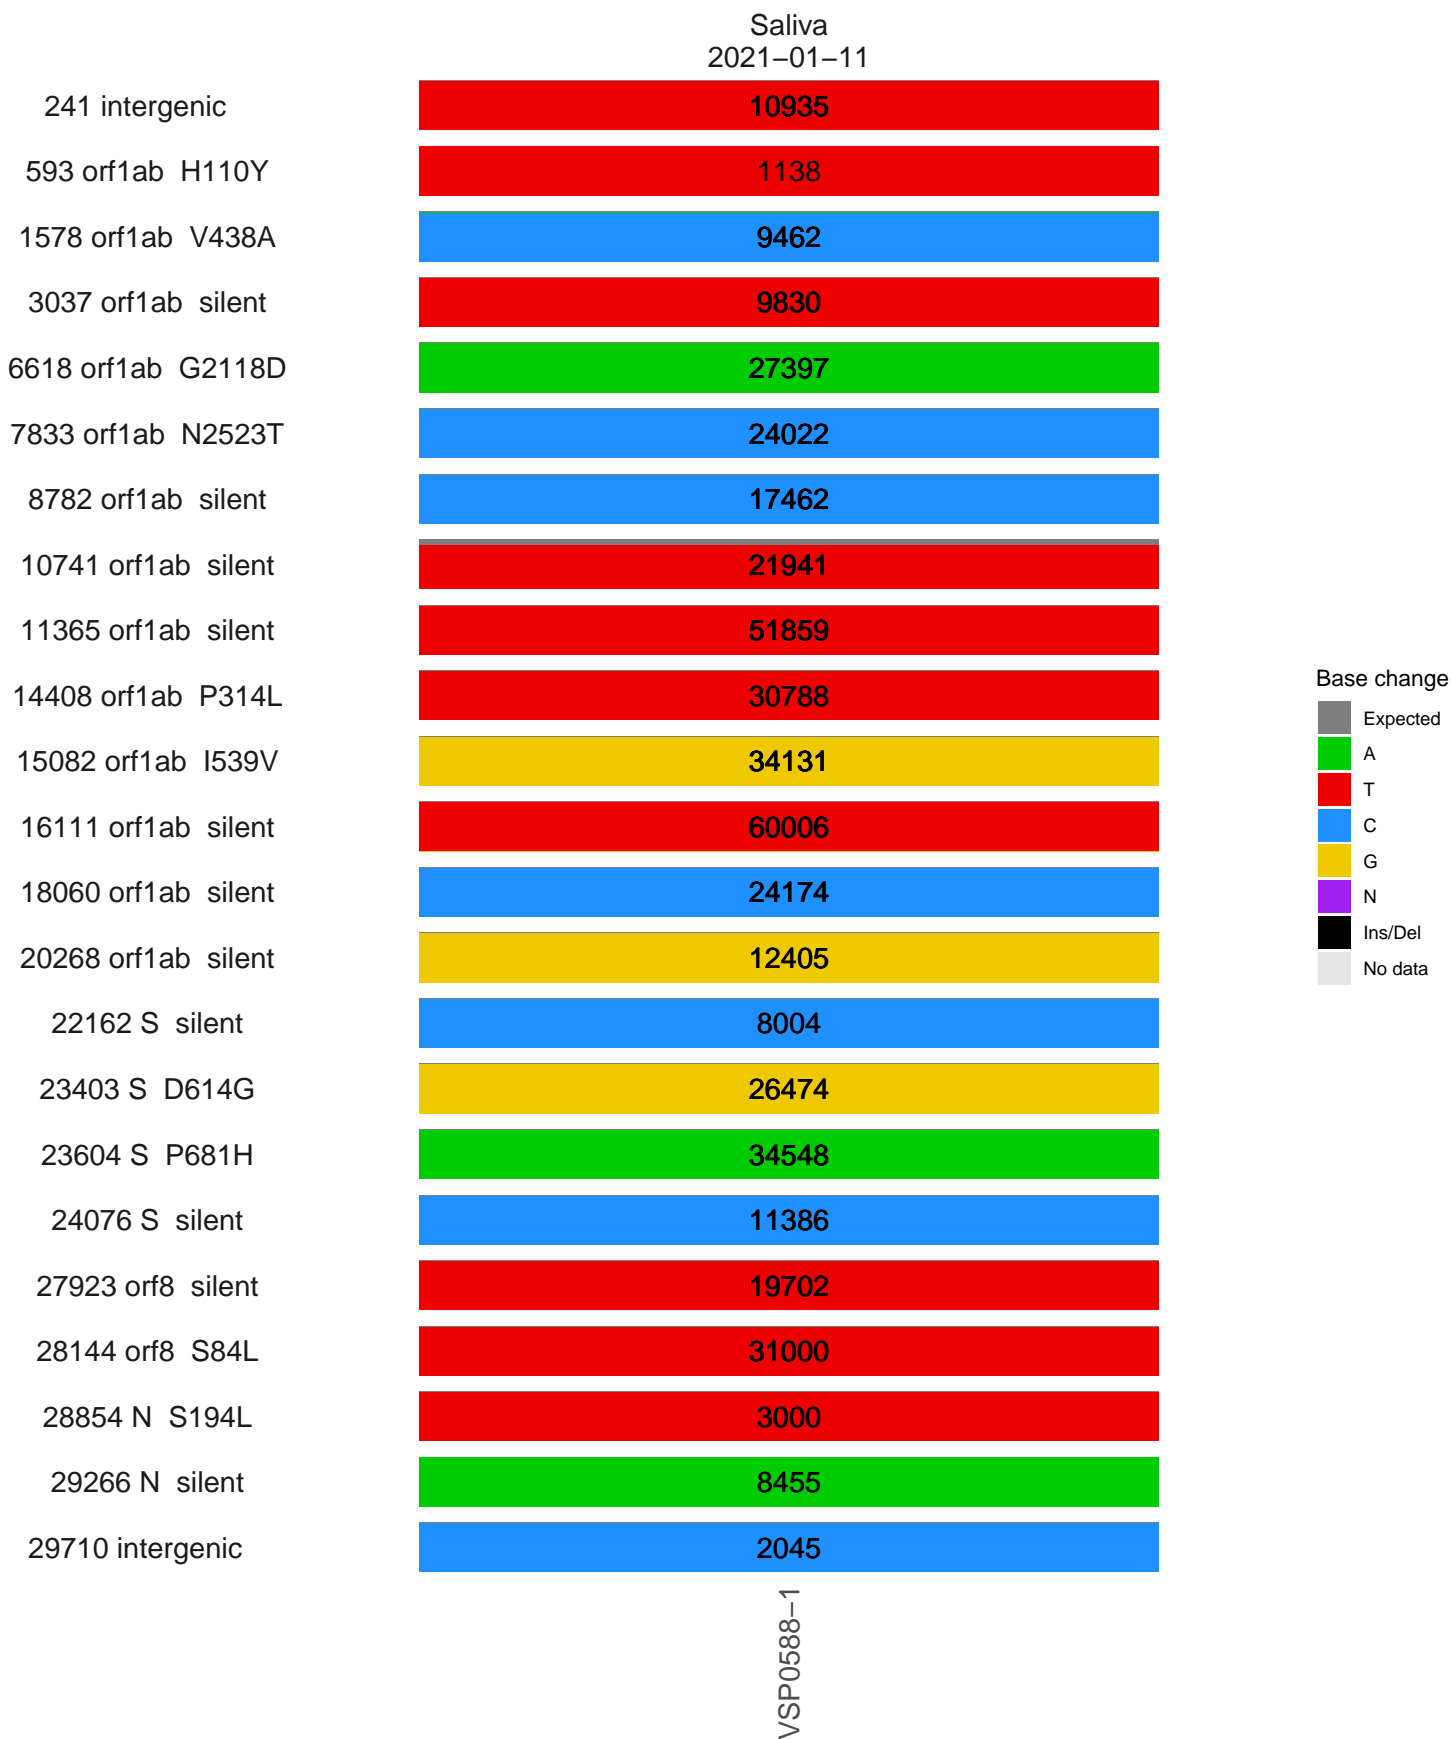 Saliva
2021−01−11
241 intergenic 10935
593 orf1ab H110Y 1138
1578 orf1ab V438A 9462
3037 orf1ab silent 9830
6618 orf1ab G2118D 27397
7833 orf1ab N2523T 24022
8782 orf1ab silent 17462
10741 orf1ab silent 21941
11365 orf1ab silent 51859
14408 orf1ab P314L 30788
15082 orf1ab I539V 34131
16111 orf1ab silent 60006
18060 orf1ab silent 24174
20268 orf1ab silent 12405
22162 S silent 8004
23403 S D614G 26474
23604 S P681H 34548
24076 S silent 11386
27923 orf8 silent 19702
28144 orf8 S84L 31000
28854 N S194L 3000
29266 N silent 8455
29710 intergenic 2045
VSP0588−1
Base change
Expected
A
T
C
G
N
Ins/Del
No data